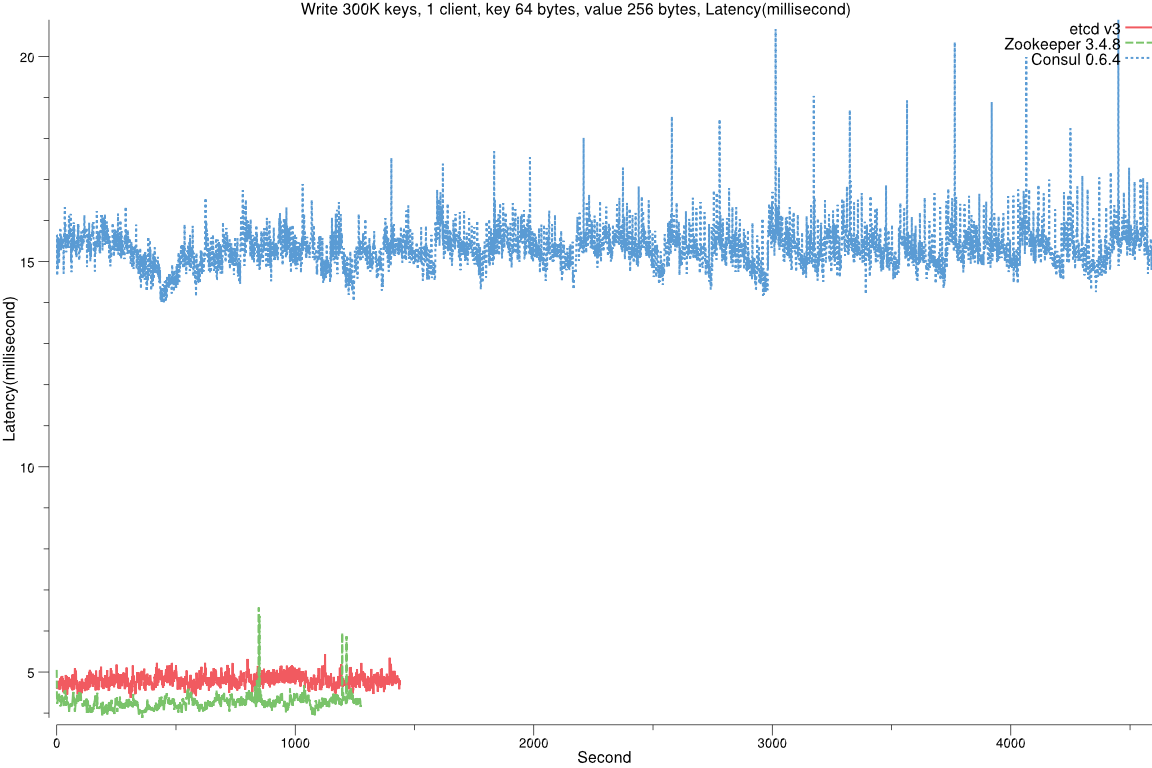 Write 300K keys, 1 client, key 64 bytes, value 256 bytes, Latency(millisecond)
etcd v3
Zookeeper 3.4.8
Consul 0.6.4
20
15
10
5
Latency(millisecond)
0
1000
2000
3000
4000
Second